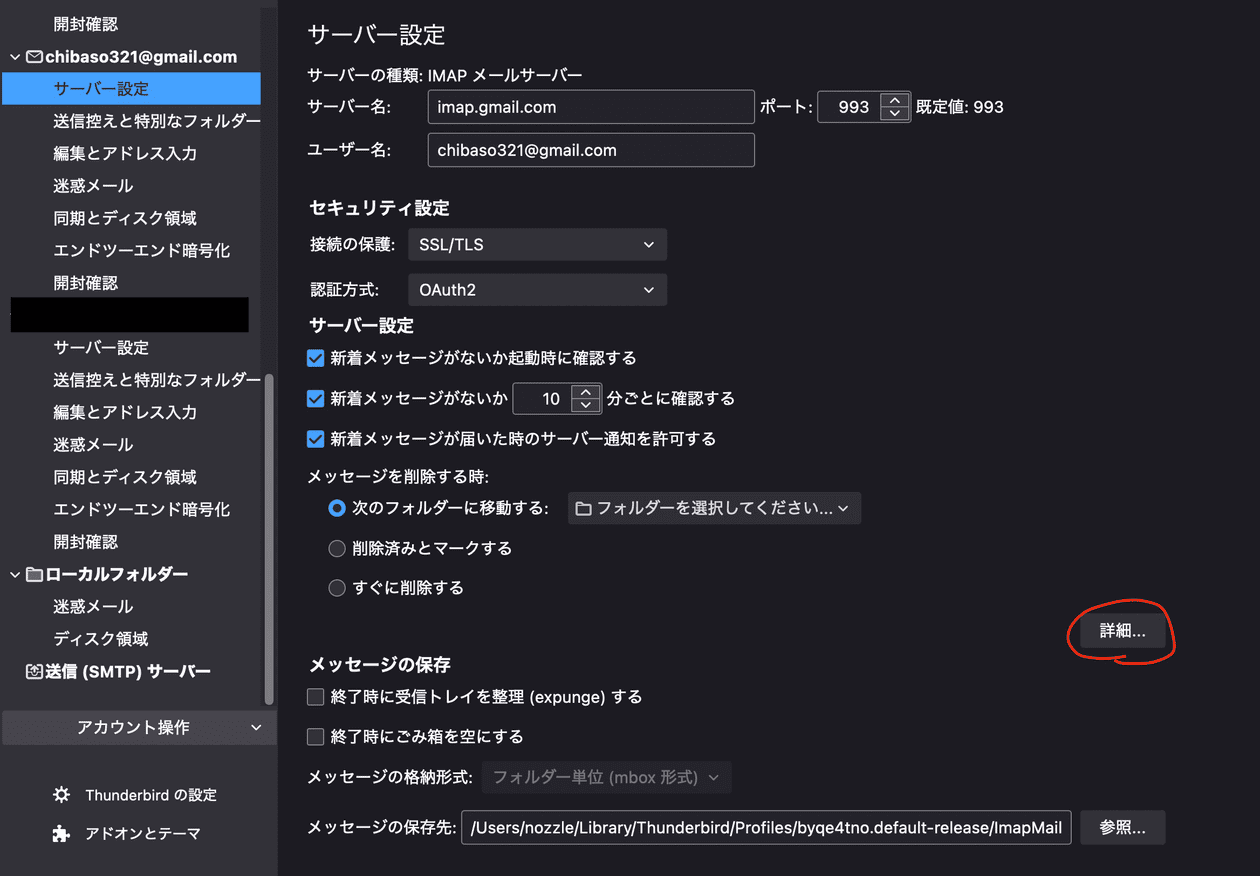 開封確認
chibaso321@gmail.com
サーバー設定
送信控えと特別なフォルダー
編集とアドレス入力
迷惑メール
同期とディスク領域
エンドツーエンド暗号化
開封確認
サーバー設定
送信控えと特別なフォルダー
編集とアドレス入力
迷惑メール
同期とディスク領域
エンドツーエンド暗号化
開封確認
ローカルフォルダー
迷惑メール
ディスク領域
送信 (SMTP) サーバー
アカウント操作
Thunderbird の設定
アドオンとテーマ
サーバー設定
サーバーの種類: IMAP メールサーバー
サーバー名: imap.gmail.com ポート: 993 既定値: 993
ユーザー名: chibaso321@gmail.com
セキュリティ設定
接続の保護: SSL/TLS
認証方式: OAuth2
サーバー設定
新着メッセージがないか起動時に確認する
新着メッセージがないか 10 分ごとに確認する
新着メッセージが届いた時のサーバー通知を許可する
メッセージを削除する時:
次のフォルダーに移動する: フォルダーを選択してください...
削除済みとマークする
すぐに削除する
詳細...
メッセージの保存
終了時に受信トレイを整理 (expunge) する
終了時にごみ箱を空にする
メッセージの格納形式: フォルダー単位 (mbox 形式)
メッセージの保存先: /Users/nozzle/Library/Thunderbird/Profiles/byqe4tno.default-release/ImapMail 参照...